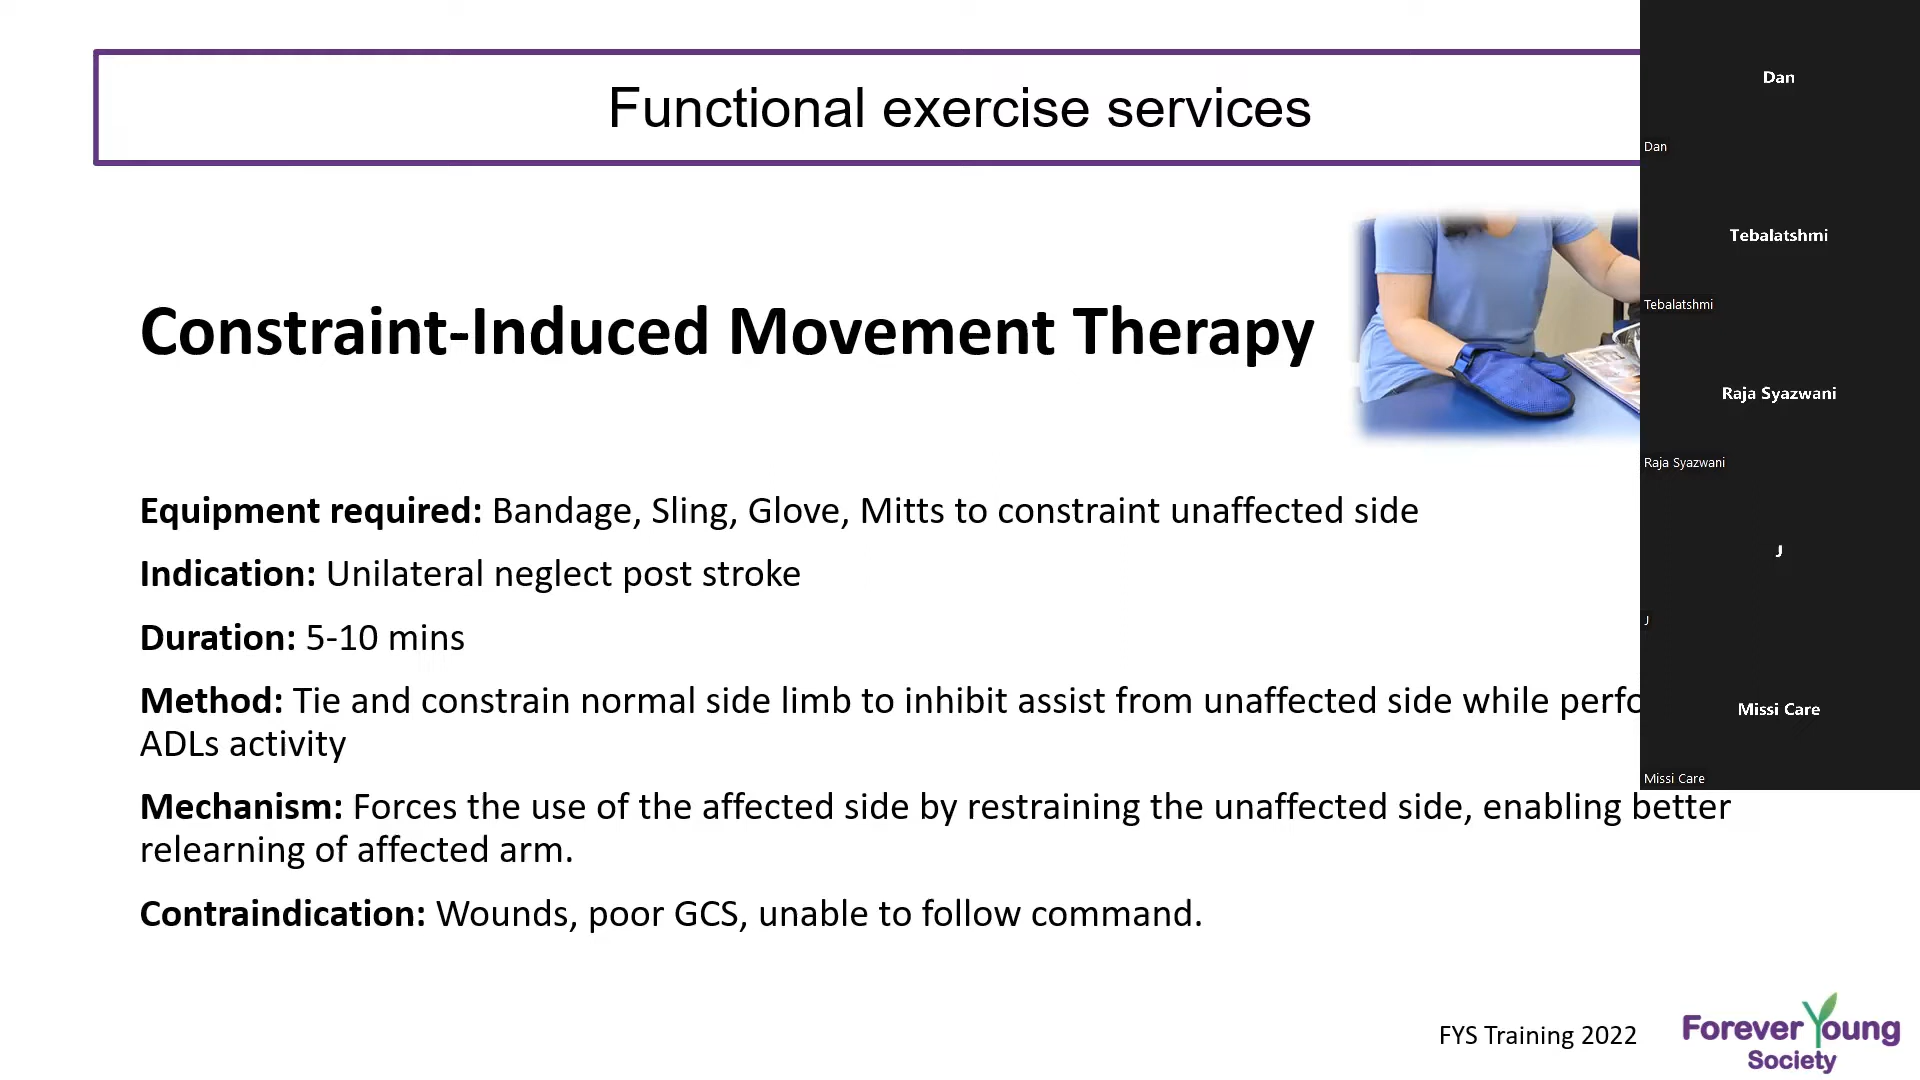 Functional exercise services
Constraint-Induced Movement Therapy
Equipment required: Bandage, Sling, Glove, Mitts to constraint unaffected side
Indication: Unilateral neglect post stroke
Duration: 5-10 mins
Method: Tie and constrain normal side limb to inhibit assist from unaffected side while
ADLs activity
Mechanism: Forces the use of the affected side by restraining the unaffected side, enabling better
relearning of affected arm.
Contraindication: Wounds, poor GCS, unable to follow command.
FYS Training 2022
Forever Young
Society
Dan
Dan
Tebalatshmi
Tebalatshmi
Raja Syazwani
Raja Syazwani
J
J
Missi Care
Missi Care